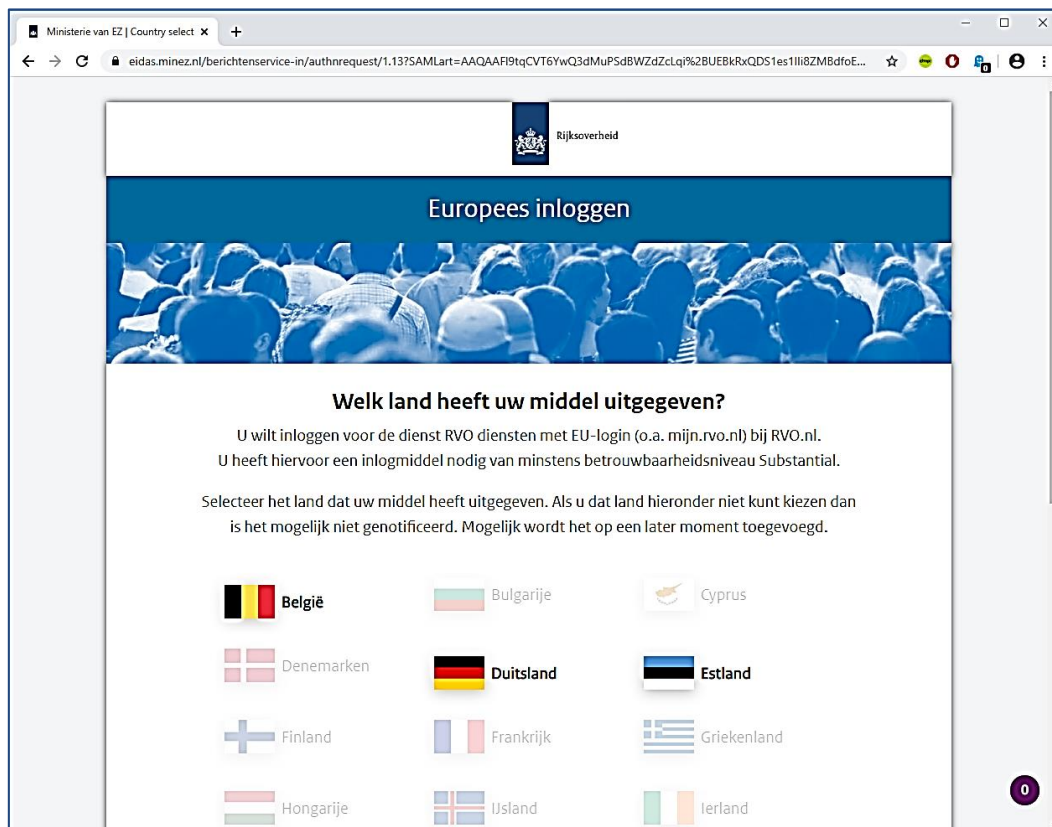 Ministerie van EZ | Country select
eidas.minez.nl/berichtenservice-in/authnrequest/1.13?SAMLart=AAQAAFI9tqCVT6YwQ3dMuPSdBWZdZcLqi%2BUEBkRxQDS1es1IIi8ZMBdfoE...
0
Rijksoverheid
Europees inloggen
Welk land heeft uw middel uitgegeven?
U wilt inloggen voor de dienst RVO diensten met EU-login (o.a. mijn.rvo.nl) bij RVO.nl.
U heeft hiervoor een inlogmiddel nodig van minstens betrouwbaarheidsniveau Substantial.
Selecteer het land dat uw middel heeft uitgegeven. Als u dat land hieronder niet kunt kiezen dan
is het mogelijk niet genotificeerd. Mogelijk wordt het op een later moment toegevoegd.
België Bulgarije Cyprus
Denemarken Duitsland Estland
Finland Frankrijk Griekenland
Hongarije IJsland Ierland
0